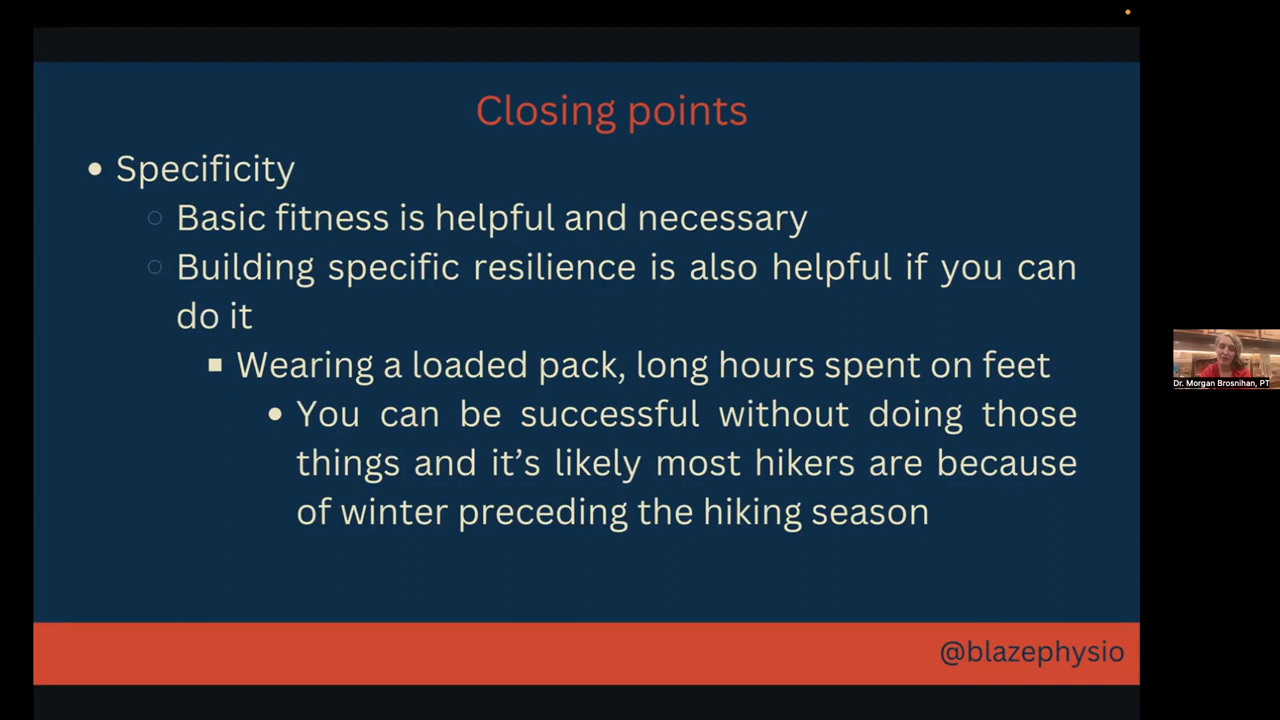 Closing points
Specificity
Basic fitness is helpful and necessary
Building specific resilience is also helpful if you can
do it
Wearing a loaded pack, long hours spent on feet
You can be successful without doing those
things and it's likely most hikers are because
of winter preceding the hiking season
@blazephysio
Dr. Morgan Brosnihan, PT